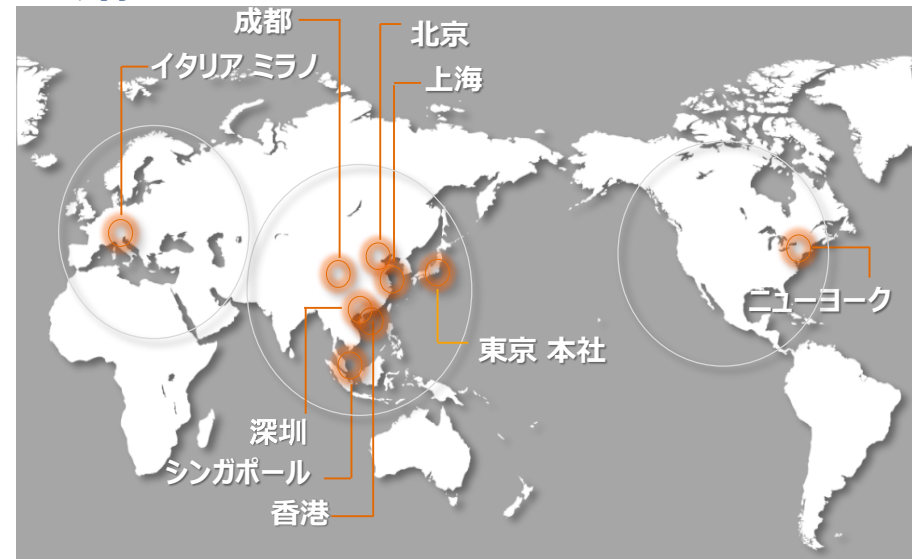 成都
北京
イタリア ミラノ
上海
ニューヨーク
東京 本社
深圳
シンガポール
香港